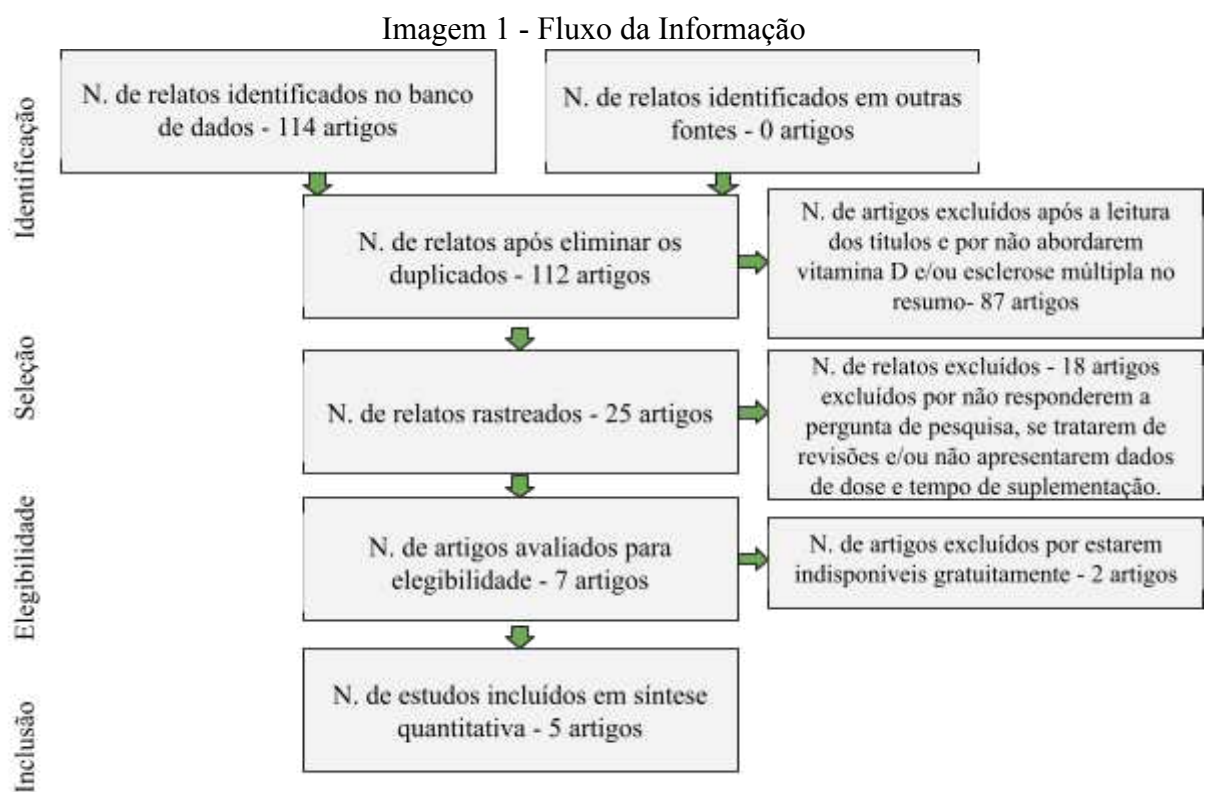 Imagem 1 - Fluxo da Informação
Identificação
N. de relatos identificados no banco
de dados - 114 artigos
N. de relatos identificados em outras
fontes - 0 artigos
N. de relatos após eliminar os
duplicados - 112 artigos
N. de artigos excluídos após a leitura
dos títulos e por não abordarem
vitamina D e/ou esclerose múltipla no
resumo- 87 artigos
Seleção
N. de relatos rastreados - 25 artigos
N. de relatos excluídos - 18 artigos
excluídos por não responderem a
pergunta de pesquisa, se tratarem de
revisões e/ou não apresentarem dados
de dose e tempo de suplementação.
Elegibilidade
N. de artigos avaliados para
elegibilidade - 7 artigos
N. de artigos excluídos por estarem
indisponíveis gratuitamente - 2 artigos
Inclusão
N. de estudos incluídos em síntese
quantitativa - 5 artigos